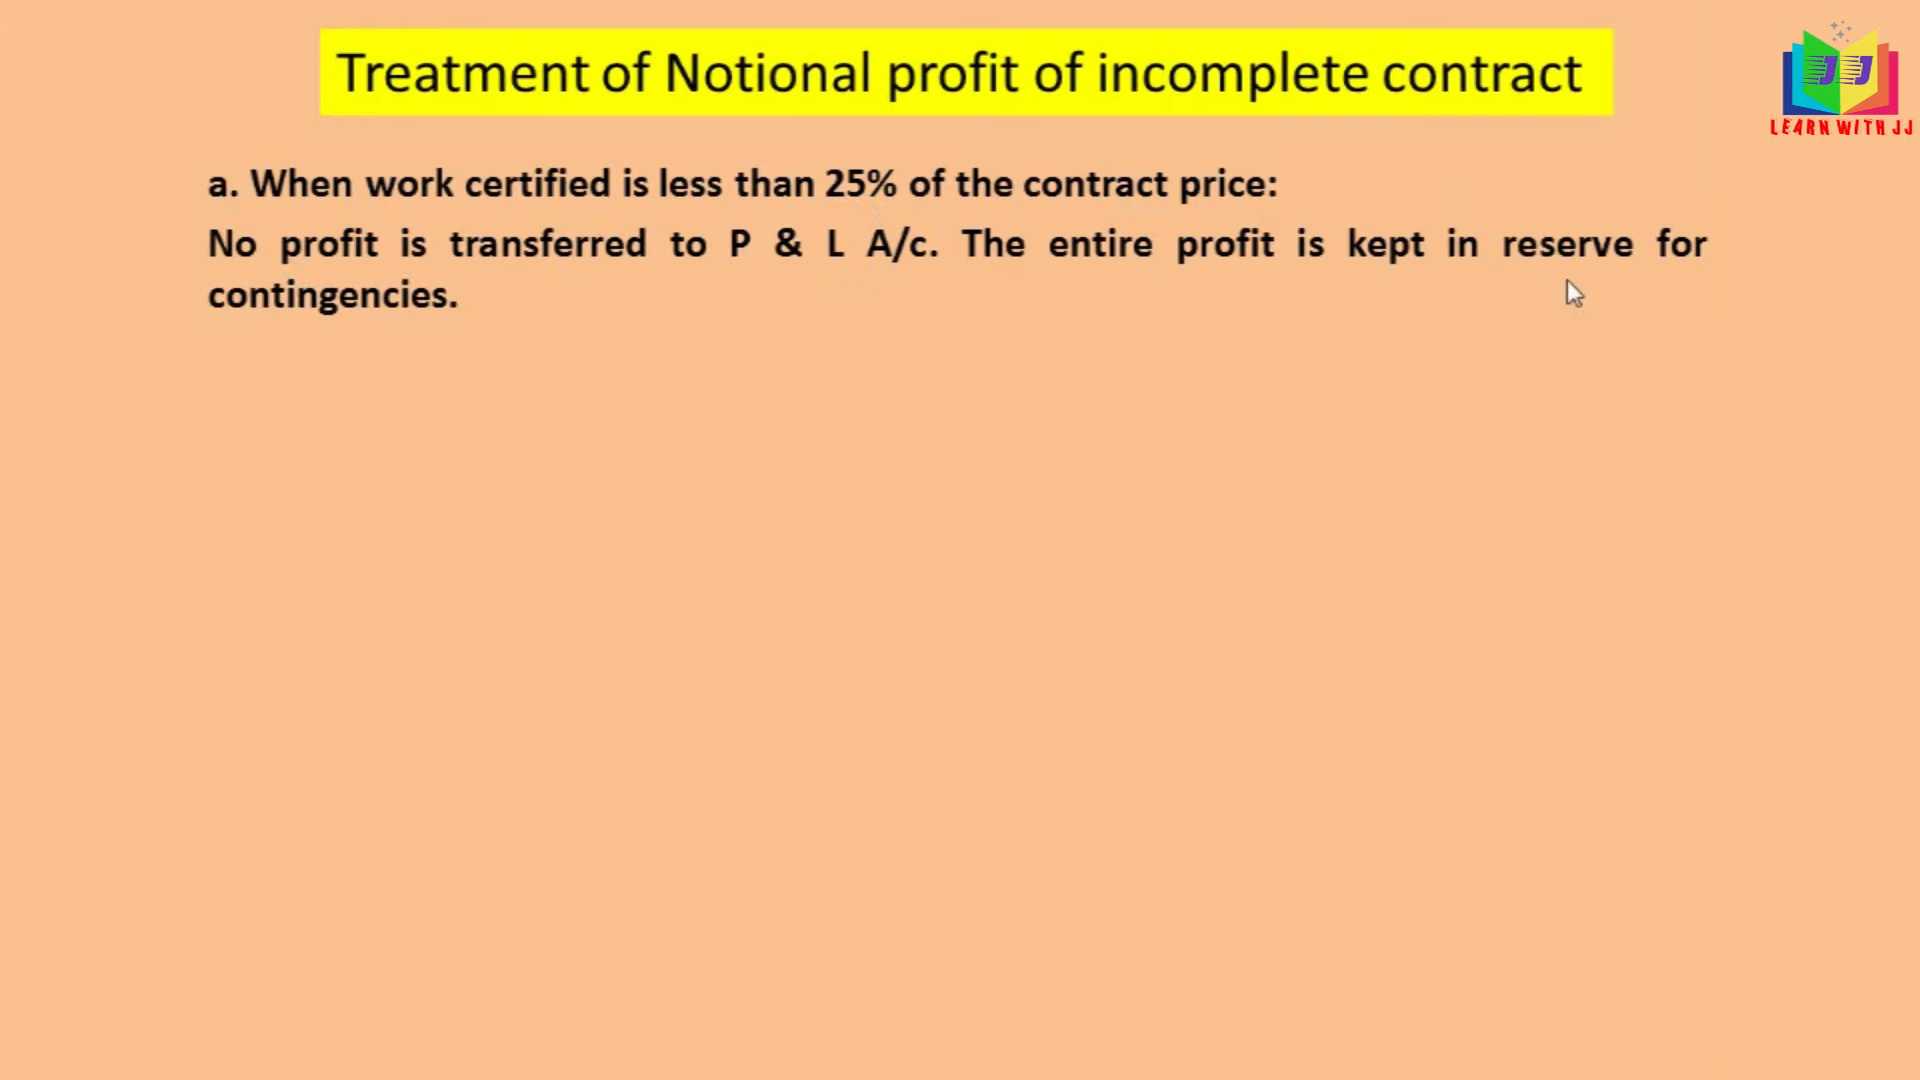 Treatment of Notional profit of incomplete contract
JJ
LEARN WITH JJ
a. When work certified is less than 25% of the contract price:
No profit is transferred to P & L A/c. The entire profit is kept in reserve for
contingencies.